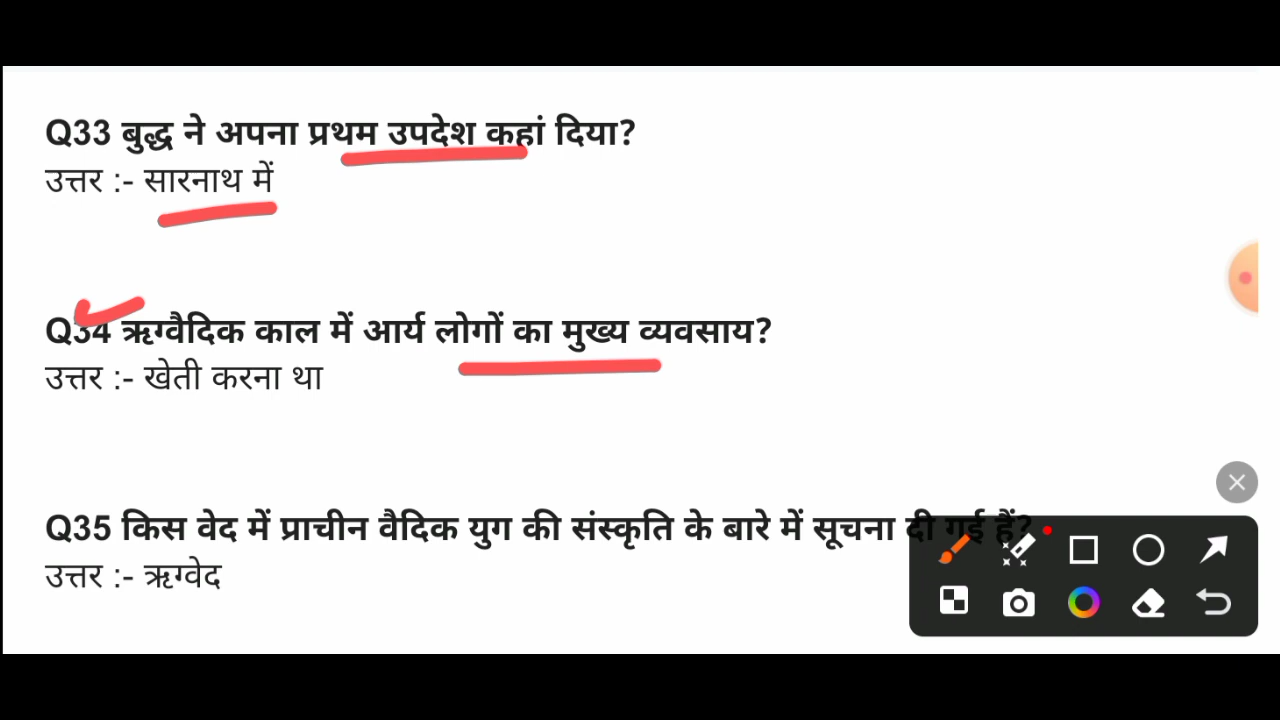 Q33 बुद्ध ने अपना प्रथम उपदेश कहां दिया?
उत्तर :- सारनाथ में
Q34 ऋग्वैदिक काल में आर्य लोगों का मुख्य व्यवसाय?
उत्तर :- खेती करना था
Q35 किस वेद में प्राचीन वैदिक युग की संस्कृति के बारे में सूचना दी गई हैं?
उत्तर :- ऋग्वेद